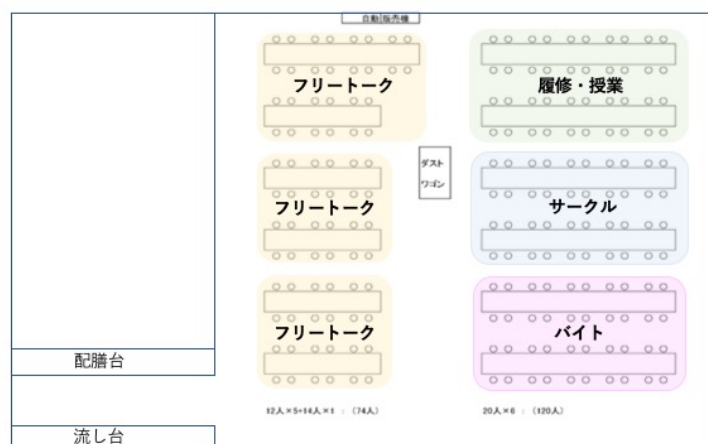 自動販売機
フリートーク
履修・授業
ダスト
ワゴン
フリートーク
サークル
フリートーク
バイト
配膳台
12人×5+14人×1 : (74人)
20人×6 : (120人)
流し台